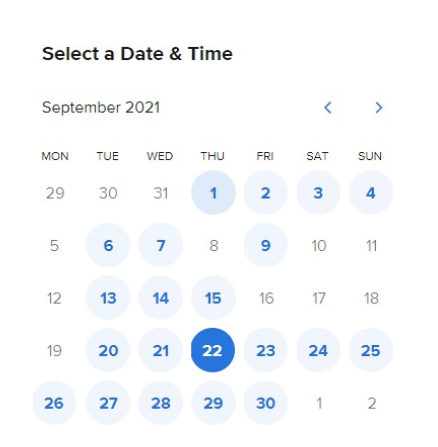 Select a Date & Time
September 2021
MON TUE WED THU FRI SAT SUN
29 30 31 1 2 3 4
5 6 7 8 9 10 11
12 13 14 15 16 17 18
19 20 21 22 23 24 25
26 27 28 29 30 1 2